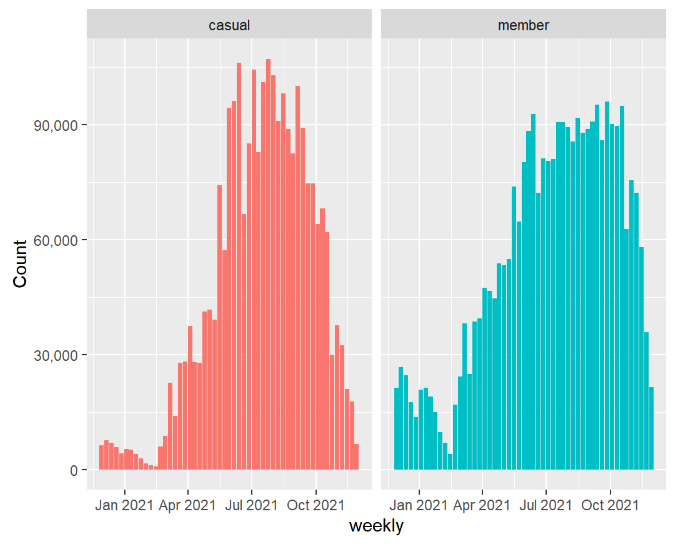 casual member
Count
90,000
60,000
30,000
0
Jan 2021 Apr 2021 Jul 2021 Oct 2021 Jan 2021 Apr 2021 Jul 2021 Oct 2021
weekly